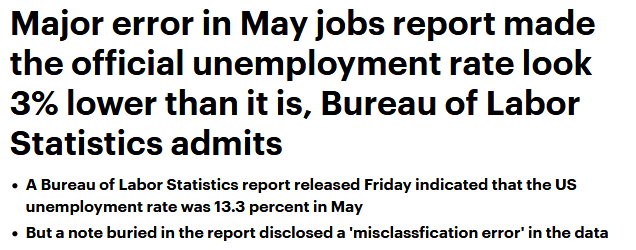 Major error in May jobs report made
the official unemployment rate look
3% lower than it is, Bureau of Labor
Statistics admits
• A Bureau of Labor Statistics report released Friday indicated that the US
unemployment rate was 13.3 percent in May
• But a note buried in the report disclosed a 'misclassfication error' in the data